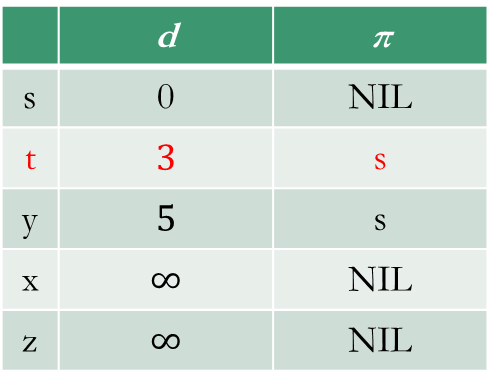 d π
s 0 NIL
t 3 s
y 5 s
x ∞ NIL
z ∞ NIL